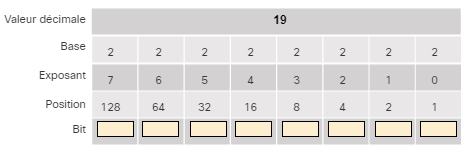 Valeur décimale 19
Base 2 2 2 2 2 2 2 2
Exposant 7 6 5 4 3 2 1 0
Position 128 64 32 16 8 4 2 1
Bit